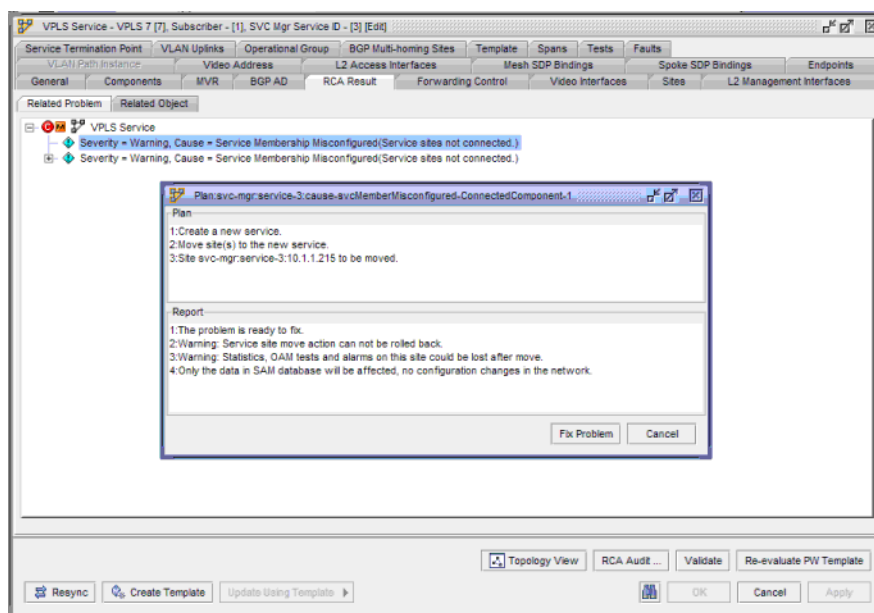 VPLS Service - VPLS 7 [7], Subscriber - [1], SVC Mgr Service ID - [3] [Edit]
Service Termination Point VLAN Uplinks Operational Group BGP Multi-homing Sites Template Spans Tests Faults
VLAN Path Instance Video Address L2 Access Interfaces Mesh SDP Bindings Spoke SDP Bindings Endpoints
General Components MVR BGP AD RCA Result Forwarding Control Video Interfaces Sites L2 Management Interfaces
Related Problem Related Object
C M VPLS Service
Severity = Warning, Cause = Service Membership Misconfigured(Service sites not connected.)
Severity = Warning, Cause = Service Membership Misconfigured(Service sites not connected.)
Plan:svc-mgr:service-3:cause-svcMemberMisconfigured-ConnectedComponent-1
Plan
1:Create a new service.
2:Move site(s) to the new service.
3:Site svc-mgr:service-3:10.1.1.215 to be moved.
Report
1:The problem is ready to fix.
2:Warning: Service site move action can not be rolled back.
3:Warning: Statistics, OAM tests and alarms on this site could be lost after move.
4:Only the data in SAM database will be affected, no configuration changes in the network.
Fix Problem Cancel
Topology View RCA Audit ... Validate Re-evaluate PW Template
Resync Create Template Update Using Template OK Cancel Apply